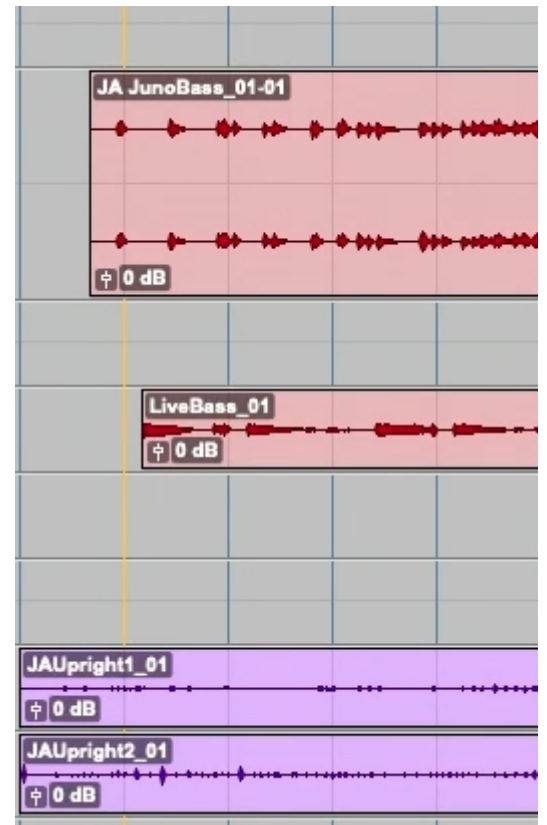 JA JunoBass_01-01
0 dB
LiveBass_01
0 dB
JAUpright1_01
0 dB
JAUpright2_01
0 dB